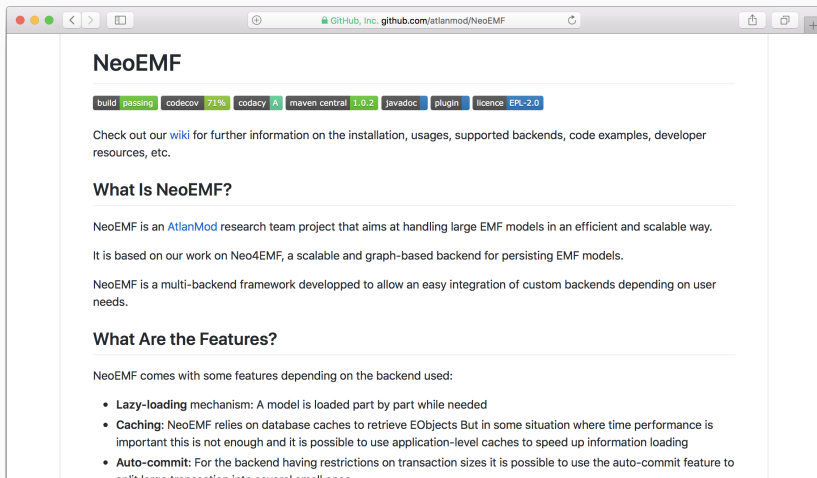 GitHub, Inc. github.com/atlanmod/NeoEMF
NeoEMF
build passing codecov 71% codacy A maven central 1.0.2 javadoc plugin licence EPL-2.0
Check out our wiki for further information on the installation, usages, supported backends, code examples, developer
resources, etc.
What Is NeoEMF?
NeoEMF is an AtlanMod research team project that aims at handling large EMF models in an efficient and scalable way.
It is based on our work on Neo4EMF, a scalable and graph-based backend for persisting EMF models.
NeoEMF is a multi-backend framework developped to allow an easy integration of custom backends depending on user
needs.
What Are the Features?
NeoEMF comes with some features depending on the backend used:
• Lazy-loading mechanism: A model is loaded part by part while needed
• Caching: NeoEMF relies on database caches to retrieve EObjects But in some situation where time performance is
important this is not enough and it is possible to use application-level caches to speed up information loading
• Auto-commit: For the backend having restrictions on transaction sizes it is possible to use the auto-commit feature to